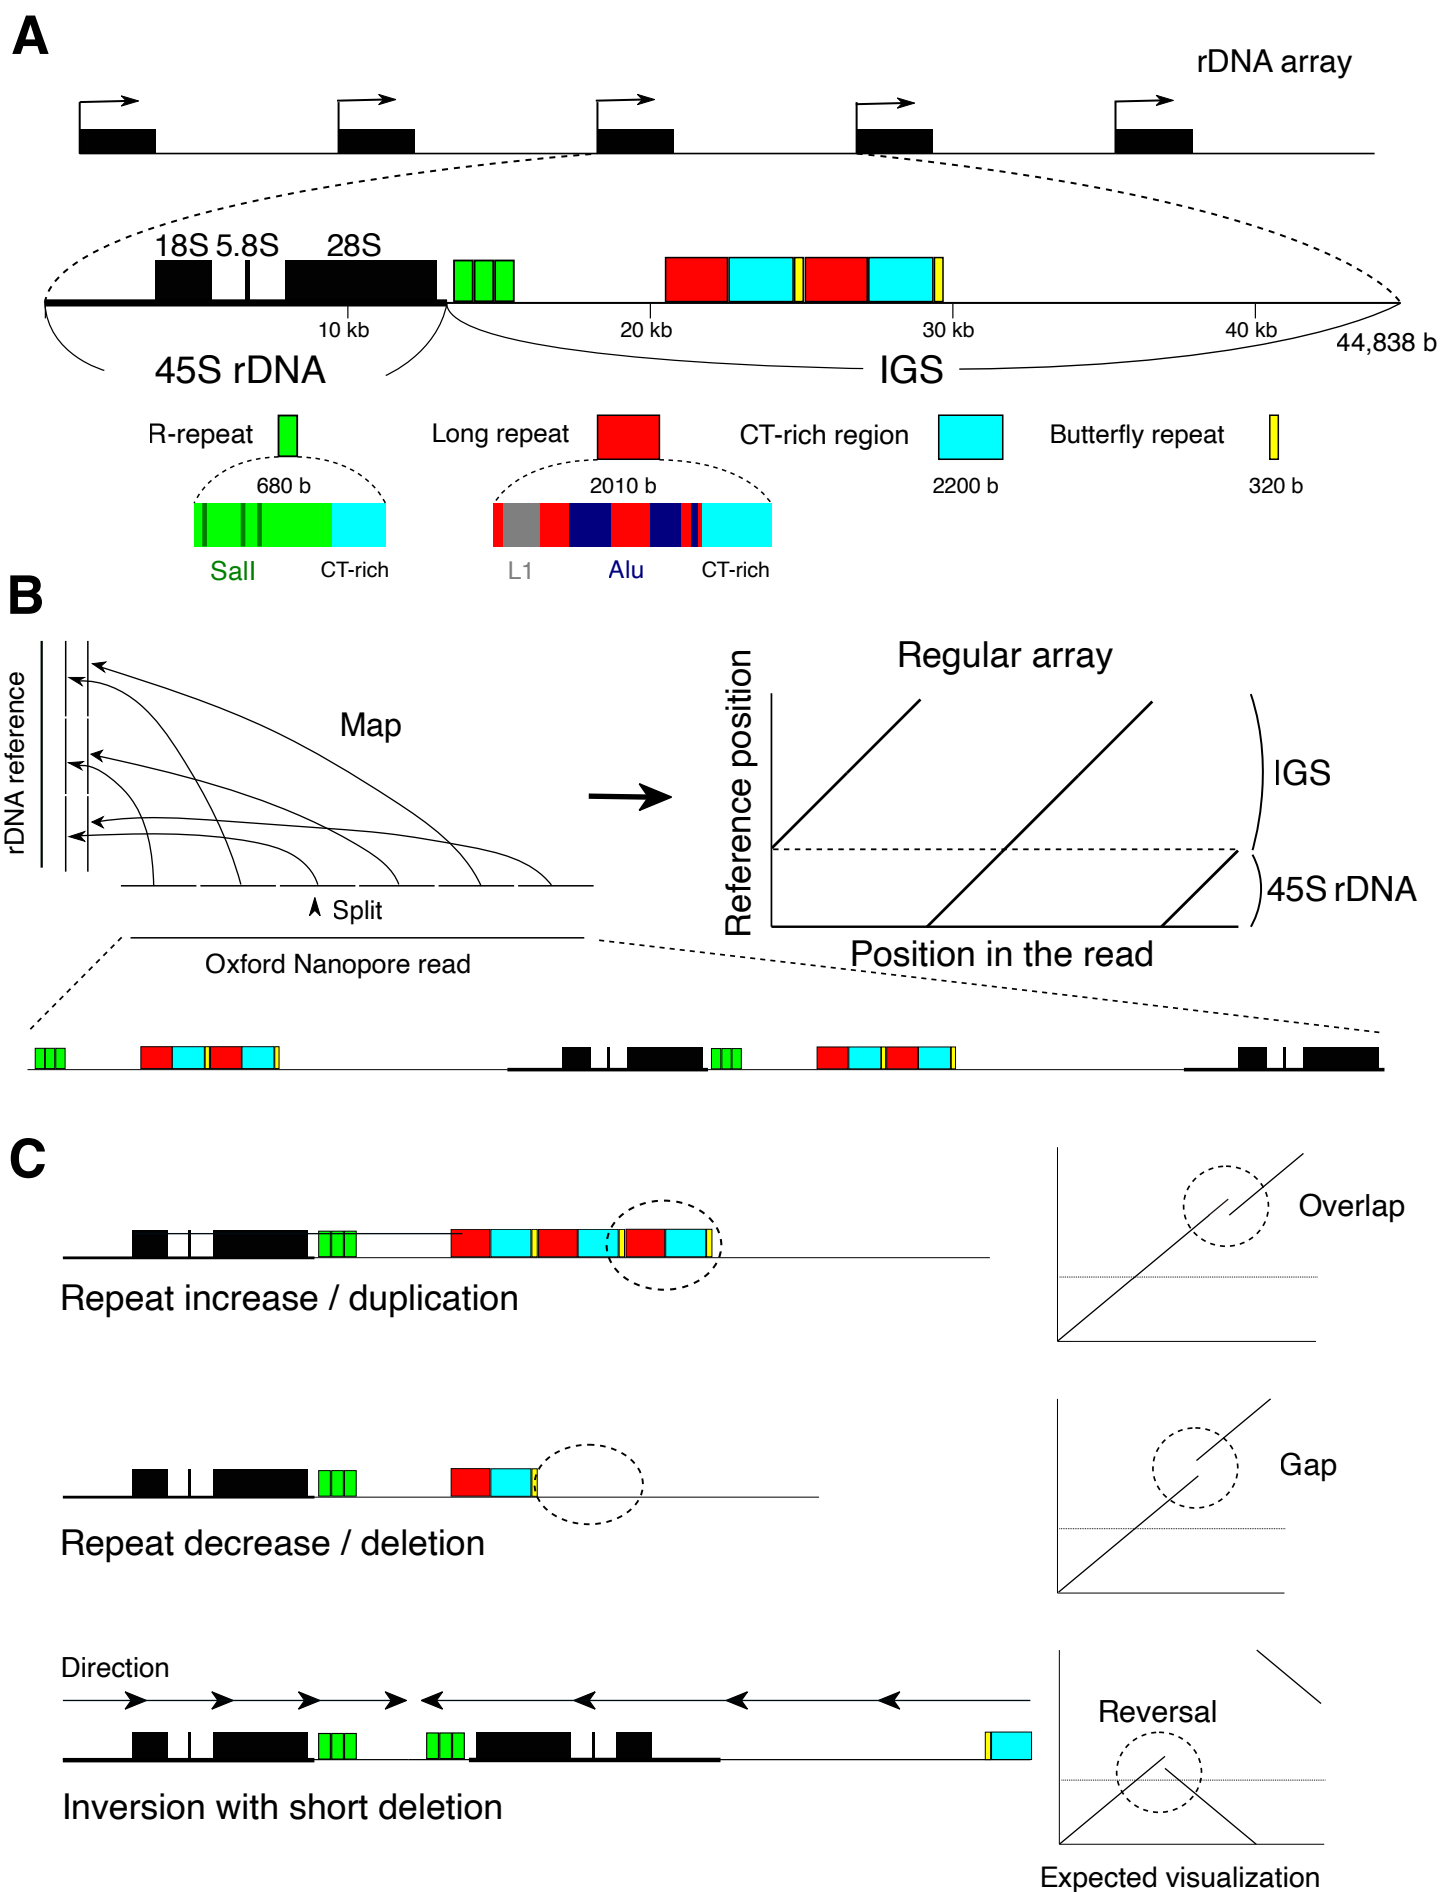 A
rDNA array
18S 5.8S 28S
10 kb 20 kb 30 kb 40 kb
44,838 b
45S rDNA IGS
R-repeat Long repeat CT-rich region Butterfly repeat
680 b 2010 b 2200 b 320 b
SalI CT-rich L1 Alu CT-rich
B
rDNA reference
Map
Split
Oxford Nanopore read
Regular array
Reference position
IGS
45S rDNA
Position in the read
C
Overlap
Repeat increase / duplication
Gap
Repeat decrease / deletion
Direction
Reversal
Inversion with short deletion
Expected visualization